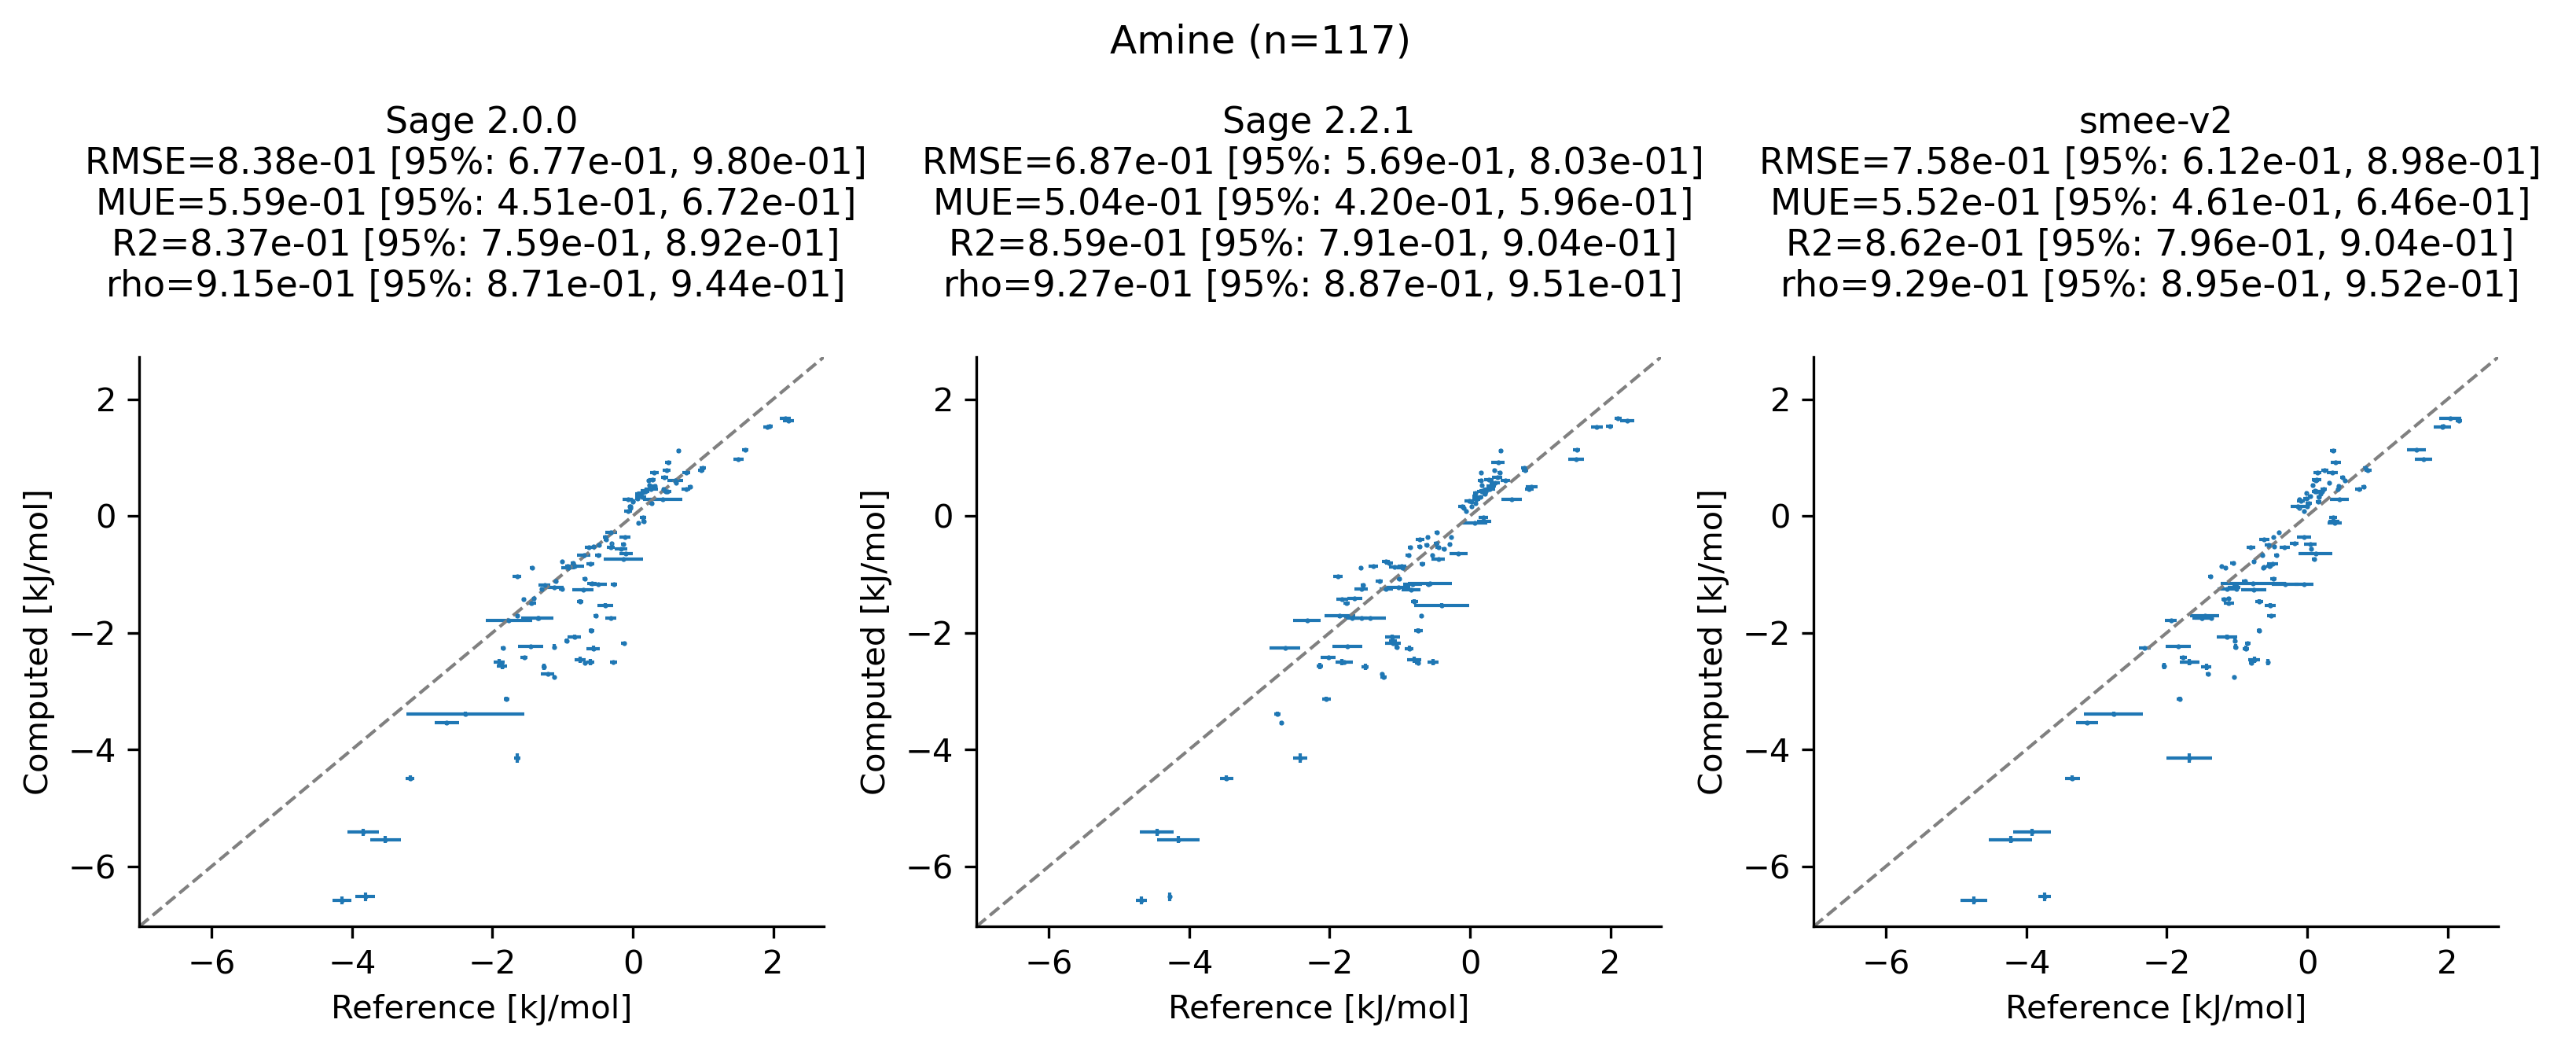 Amine (n=117)
Sage 2.0.0
RMSE=8.38e-01 [95%: 6.77e-01, 9.80e-01]
MUE=5.59e-01 [95%: 4.51e-01, 6.72e-01]
R2=8.37e-01 [95%: 7.59e-01, 8.92e-01]
rho=9.15e-01 [95%: 8.71e-01, 9.44e-01]
2
0
−2
−4
−6
Computed [kJ/mol]
−6 −4 −2 0 2
Reference [kJ/mol]
Sage 2.2.1
RMSE=6.87e-01 [95%: 5.69e-01, 8.03e-01]
MUE=5.04e-01 [95%: 4.20e-01, 5.96e-01]
R2=8.59e-01 [95%: 7.91e-01, 9.04e-01]
rho=9.27e-01 [95%: 8.87e-01, 9.51e-01]
2
0
−2
−4
−6
Computed [kJ/mol]
−6 −4 −2 0 2
Reference [kJ/mol]
smee-v2
RMSE=7.58e-01 [95%: 6.12e-01, 8.98e-01]
MUE=5.52e-01 [95%: 4.61e-01, 6.46e-01]
R2=8.62e-01 [95%: 7.96e-01, 9.04e-01]
rho=9.29e-01 [95%: 8.95e-01, 9.52e-01]
2
0
−2
−4
−6
Computed [kJ/mol]
−6 −4 −2 0 2
Reference [kJ/mol]